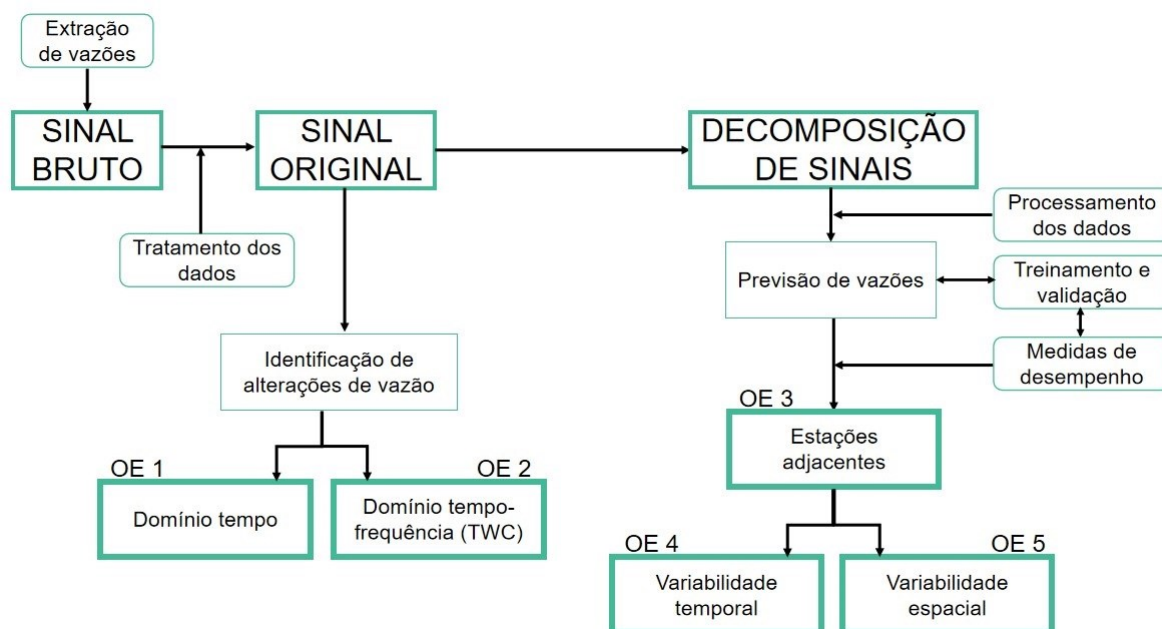 Extração
de vazões
SINAL
BRUTO
SINAL
ORIGINAL
DECOMPOSIÇÃO
DE SINAIS
Tratamento dos
dados
Processamento
dos dados
Previsão de vazões
Treinamento e
validação
Identificação de
alterações de vazão
Medidas de
desempenho
OE 1
Domínio tempo
OE 2
Domínio tempo-
frequência (TWC)
OE 3
Estações
adjacentes
OE 4
Variabilidade
temporal
OE 5
Variabilidade
espacial